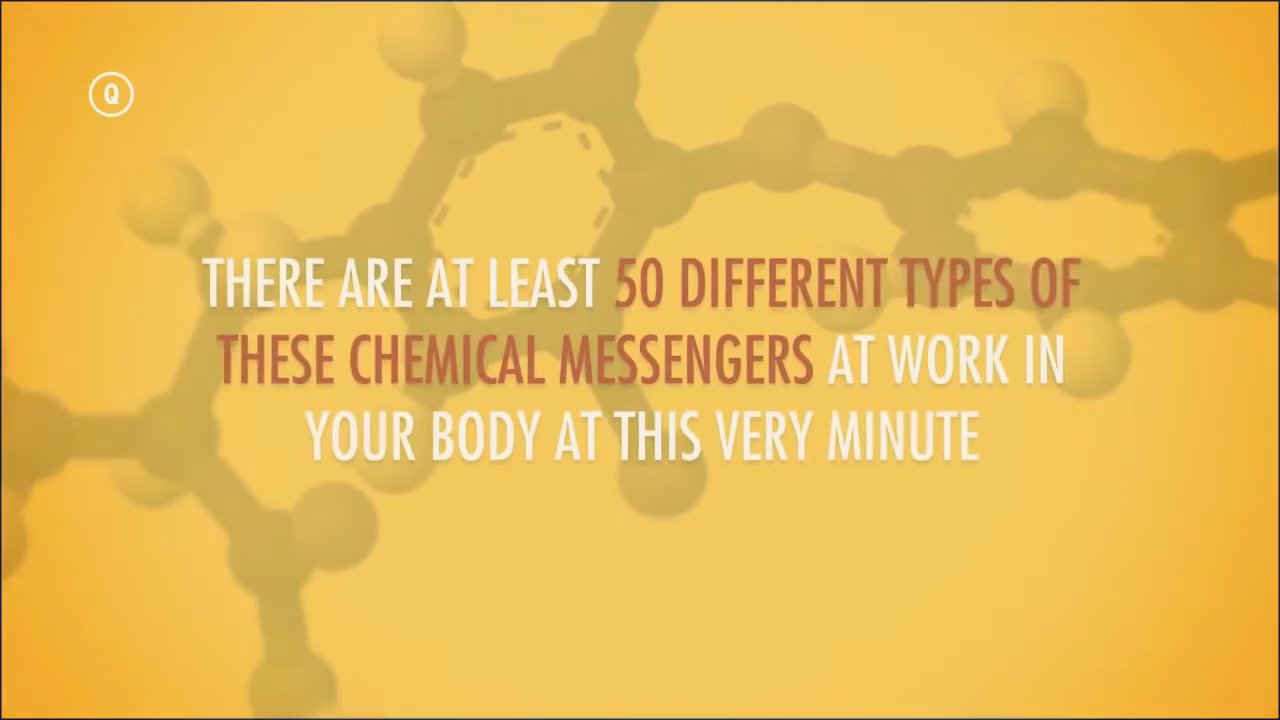 Q
THERE ARE AT LEAST 50 DIFFERENT TYPES OF
THESE CHEMICAL MESSENGERS AT WORK IN
YOUR BODY AT THIS VERY MINUTE